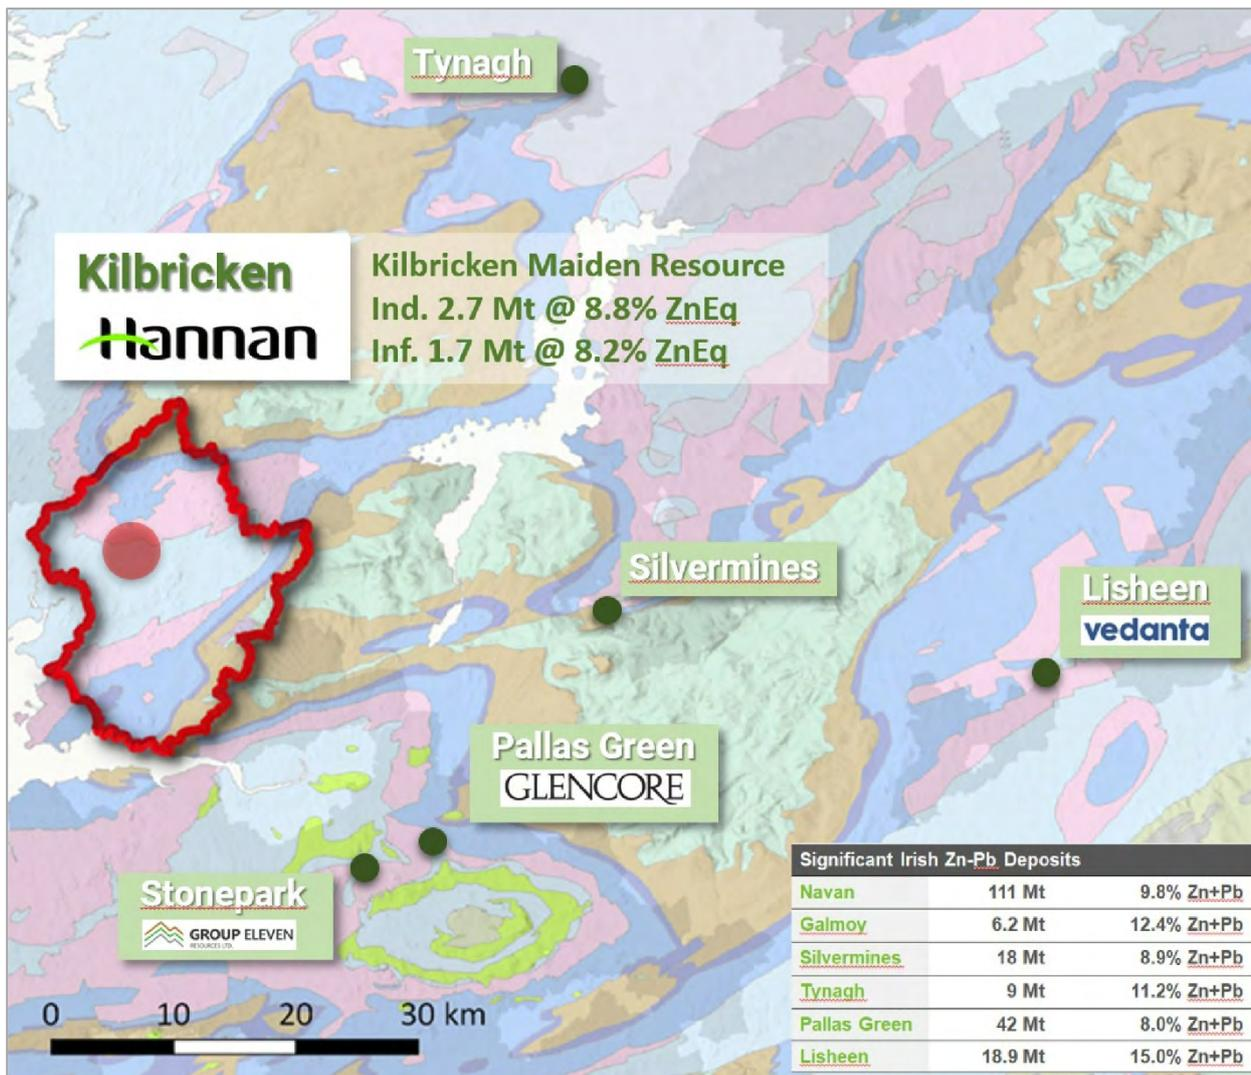 Tynagh
Kilbricken
Hannan
Kilbricken Maiden Resource
Ind. 2.7 Mt @ 8.8% ZnEq
Inf. 1.7 Mt @ 8.2% ZnEq
Silvermines
Lisheen
vedanta
Pallas Green
GLENCORE
Stonepark
GROUP ELEVEN
RESOURCES LTD.
0 10 20 30 km
Significant Irish Zn-Pb Deposits
Navan 111 Mt 9.8% Zn+Pb
Galmoy 6.2 Mt 12.4% Zn+Pb
Silvermines 18 Mt 8.9% Zn+Pb
Tynagh 9 Mt 11.2% Zn+Pb
Pallas Green 42 Mt 8.0% Zn+Pb
Lisheen 18.9 Mt 15.0% Zn+Pb